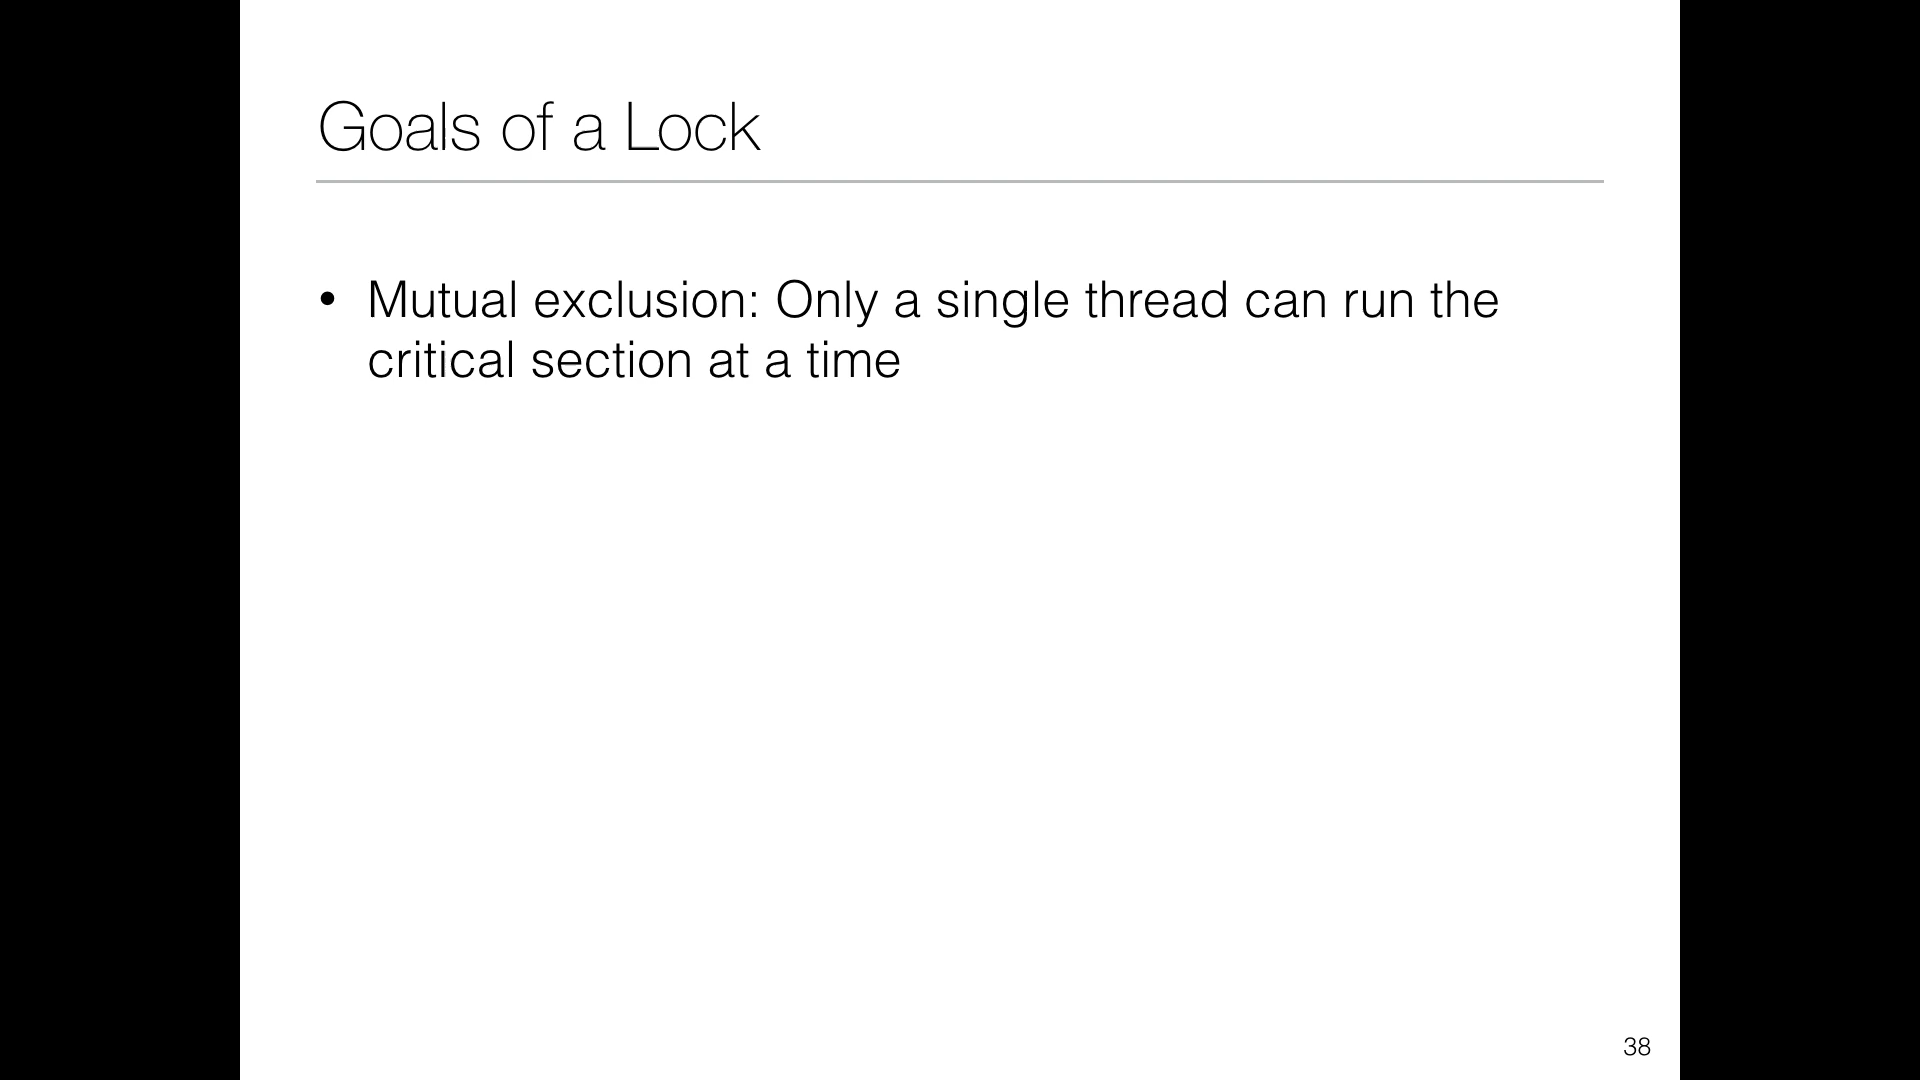 Goals of a Lock
• Mutual exclusion: Only a single thread can run the
critical section at a time
38